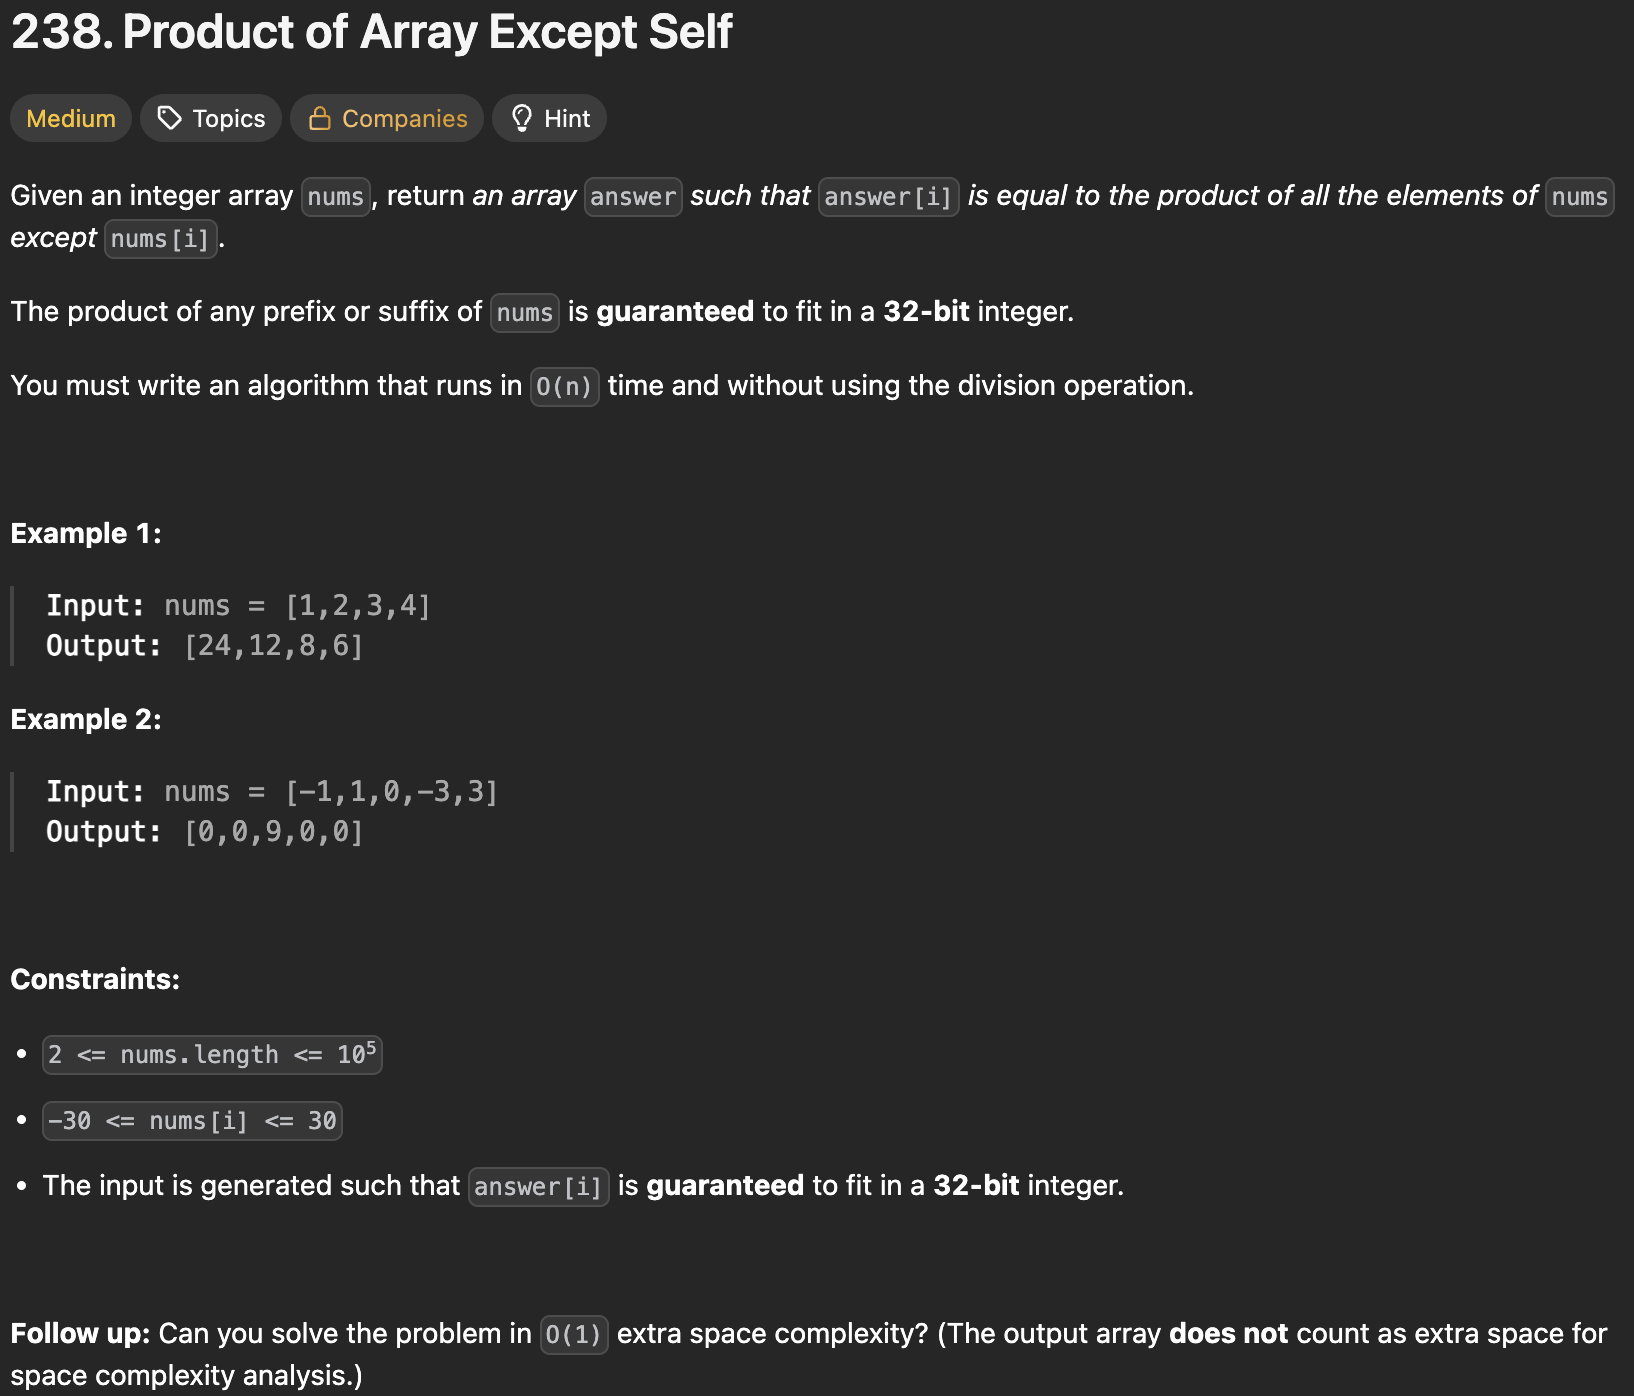 238. Product of Array Except Self
Medium Topics Companies Hint
Given an integer array nums, return an array answer such that answer[i] is equal to the product of all the elements of nums
except nums[i].
The product of any prefix or suffix of nums is guaranteed to fit in a 32-bit integer.
You must write an algorithm that runs in O(n) time and without using the division operation.
Example 1:
Input: nums = [1,2,3,4]
Output: [24,12,8,6]
Example 2:
Input: nums = [-1,1,0,-3,3]
Output: [0,0,9,0,0]
Constraints:
• 2 <= nums.length <= 10⁵
• -30 <= nums[i] <= 30
• The input is generated such that answer[i] is guaranteed to fit in a 32-bit integer.
Follow up: Can you solve the problem in O(1) extra space complexity? (The output array does not count as extra space for
space complexity analysis.)